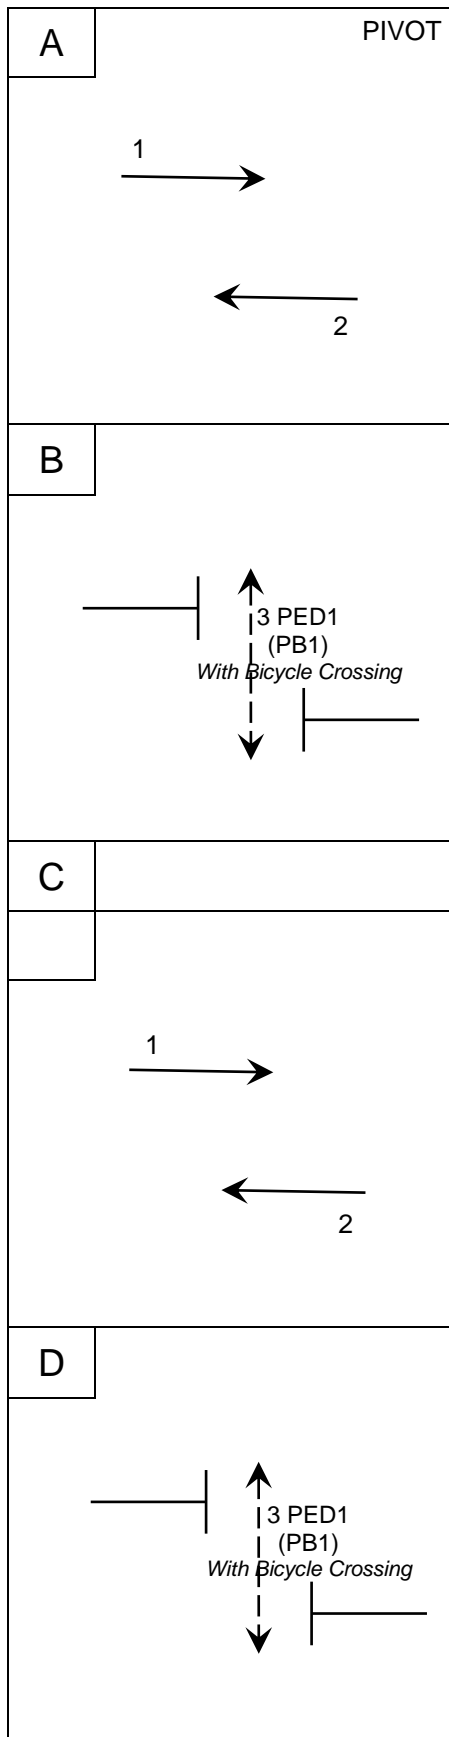 A
PIVOT
1
2
B
3 PED1
(PB1)
With Bicycle Crossing
C
1
2
D
3 PED1
(PB1)
With Bicycle Crossing